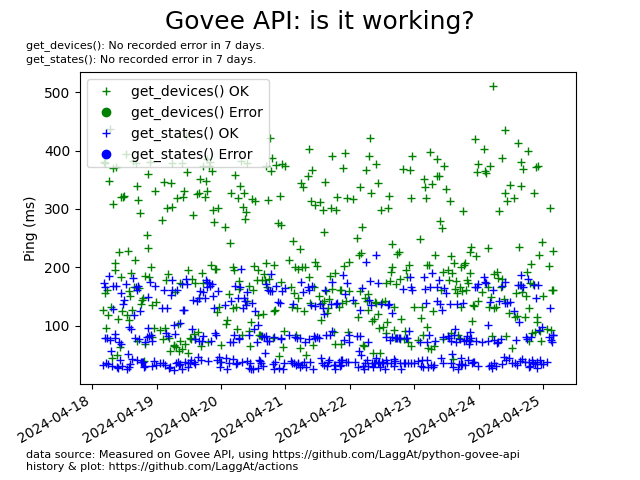 Govee API: is it working?
get_devices(): No recorded error in 7 days.
get_states(): No recorded error in 7 days.
get_devices() OK
get_devices() Error
get_states() OK
get_states() Error
Ping (ms)
500
400
300
200
100
2024-04-18
2024-04-19
2024-04-20
2024-04-21
2024-04-22
2024-04-23
2024-04-24
2024-04-25
data source: Measured on Govee API, using https://github.com/LaggAt/python-govee-api
history & plot: https://github.com/LaggAt/actions